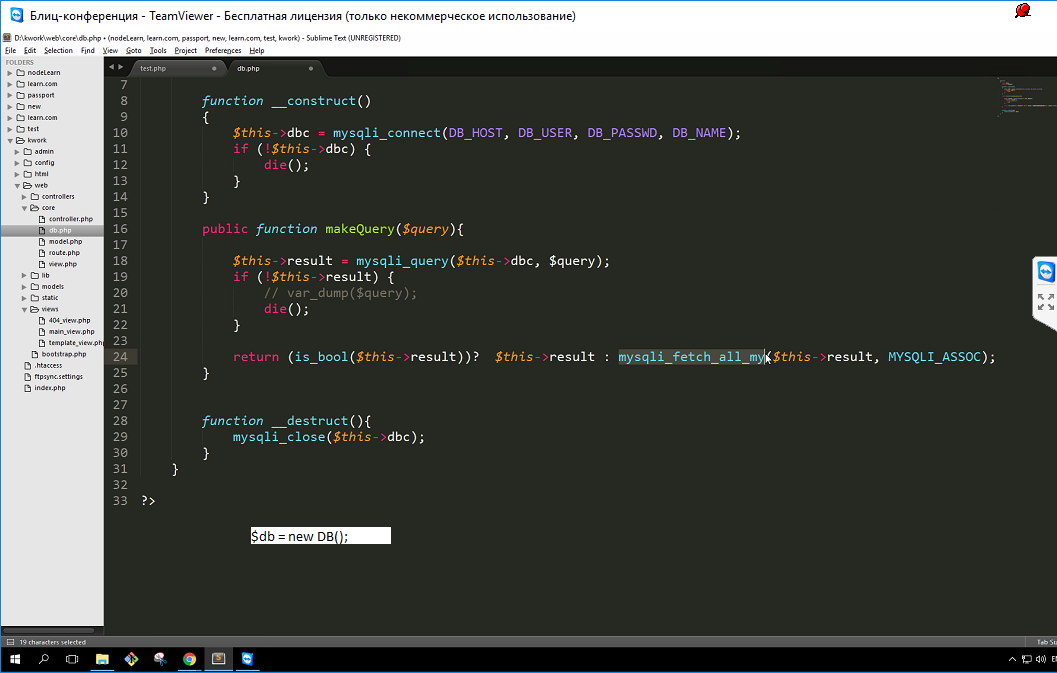 Блиц-конференция - TeamViewer - Бесплатная лицензия (только некоммерческое использование)
D:\kwork\web\core\db.php • (nodeLearn, learn.com, passport, new, learn.com, test, kwork) - Sublime Text (UNREGISTERED)
File Edit Selection Find View Goto Tools Project Preferences Help
FOLDERS
nodeLearn
learn.com
passport
new
learn.com
test
kwork
admin
config
html
web
controllers
core
controller.php
db.php
model.php
route.php
view.php
lib
models
static
views
404_view.php
main_view.php
template_view.php
bootstrap.php
.htaccess
ftpsync.settings
index.php
test.php
db.php
7
8 function __construct()
9 {
10 $this->dbc = mysqli_connect(DB_HOST, DB_USER, DB_PASSWD, DB_NAME);
11 if (!$this->dbc) {
12 die();
13 }
14 }
15
16 public function makeQuery($query){
17
18 $this->result = mysqli_query($this->dbc, $query);
19 if (!$this->result) {
20 // var_dump($query);
21 die();
22 }
23
24 return (is_bool($this->result))? $this->result : mysqli_fetch_all_my($this->result, MYSQLI_ASSOC);
25 }
26
27
28 function __destruct(){
29 mysqli_close($this->dbc);
30 }
31 }
32
33 ?>
$db = new DB();
19 characters selected